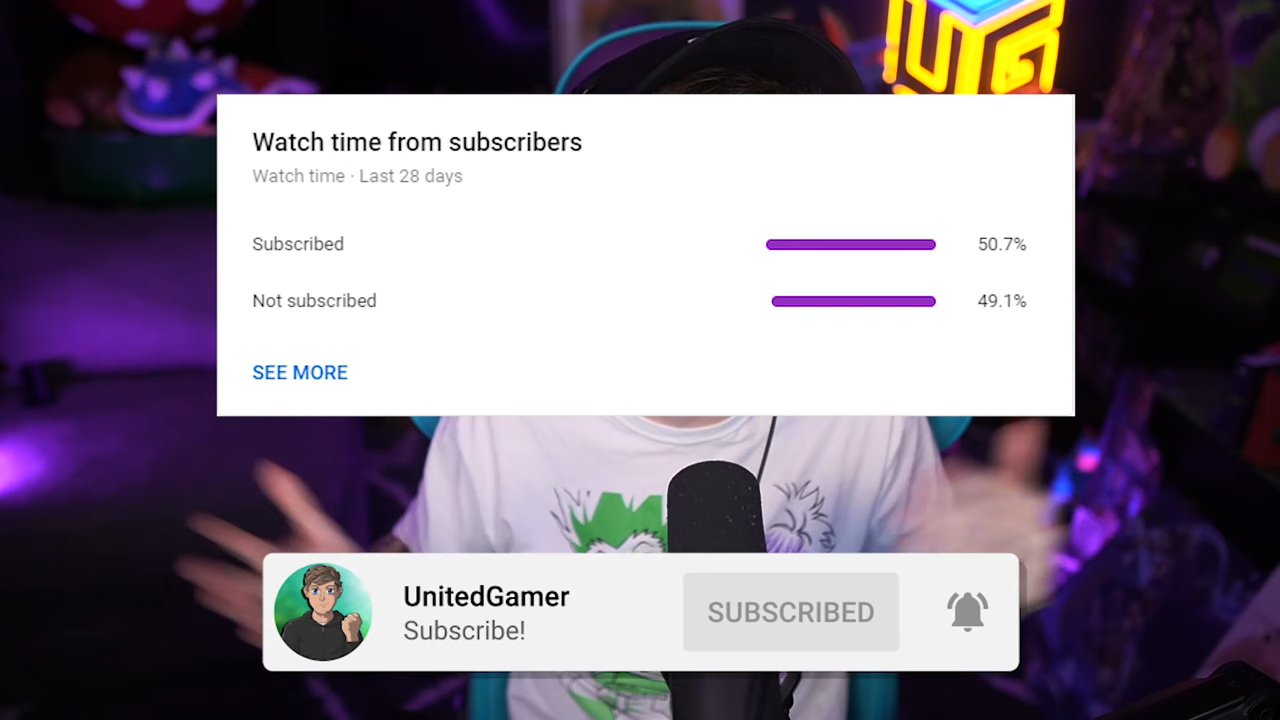 UG
Watch time from subscribers
Watch time · Last 28 days
Subscribed 50.7%
Not subscribed 49.1%
SEE MORE
UnitedGamer
Subscribe!
SUBSCRIBED